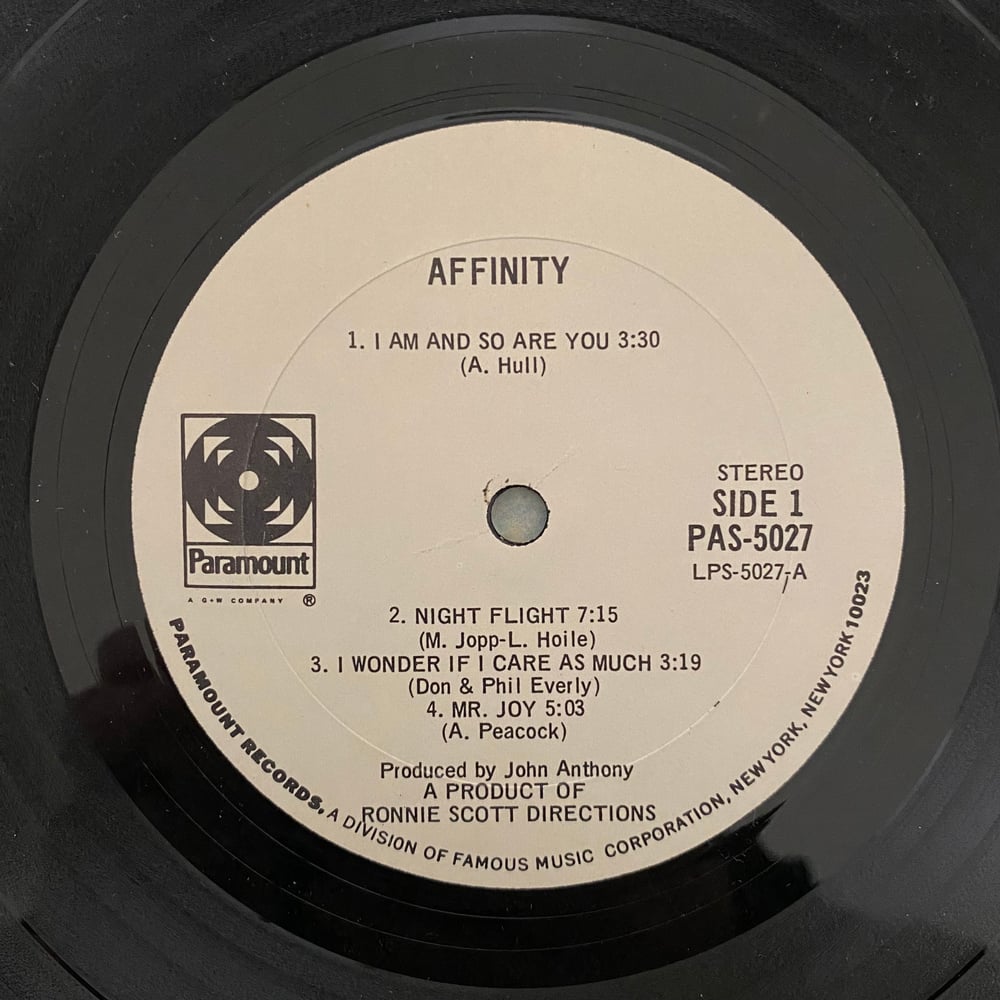 AFFINITY
1. I AM AND SO ARE YOU 3:30
(A. Hull)
STEREO
SIDE 1
PAS-5027
LPS-5027-A
Paramount
A G+W COMPANY ®
2. NIGHT FLIGHT 7:15
(M. Jopp-L. Hoile)
3. I WONDER IF I CARE AS MUCH 3:19
(Don & Phil Everly)
4. MR. JOY 5:03
(A. Peacock)
Produced by John Anthony
A PRODUCT OF
RONNIE SCOTT DIRECTIONS
PARAMOUNT RECORDS, A DIVISION OF FAMOUS MUSIC CORPORATION, NEW YORK, NEW YORK 10023